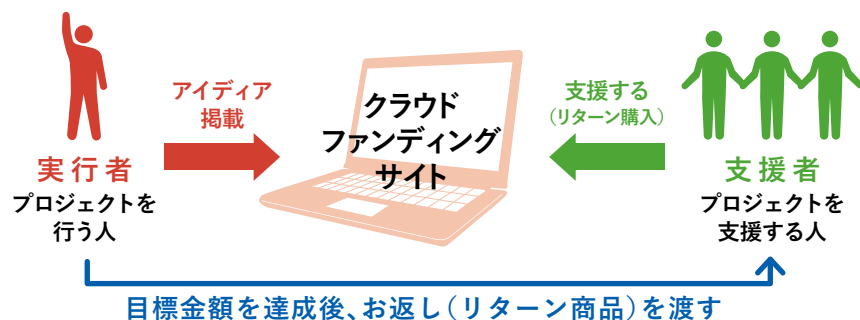 アイディア
掲載
クラウド
ファンディング
サイト
支援する
（リターン購入）
実行者
プロジェクトを
行う人
支援者
プロジェクトを
支援する人
目標金額を達成後、お返し（リターン商品）を渡す